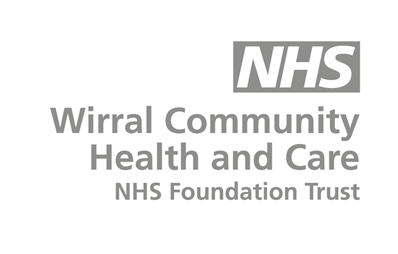 NHS
Wirral Community
Health and Care
NHS Foundation Trust